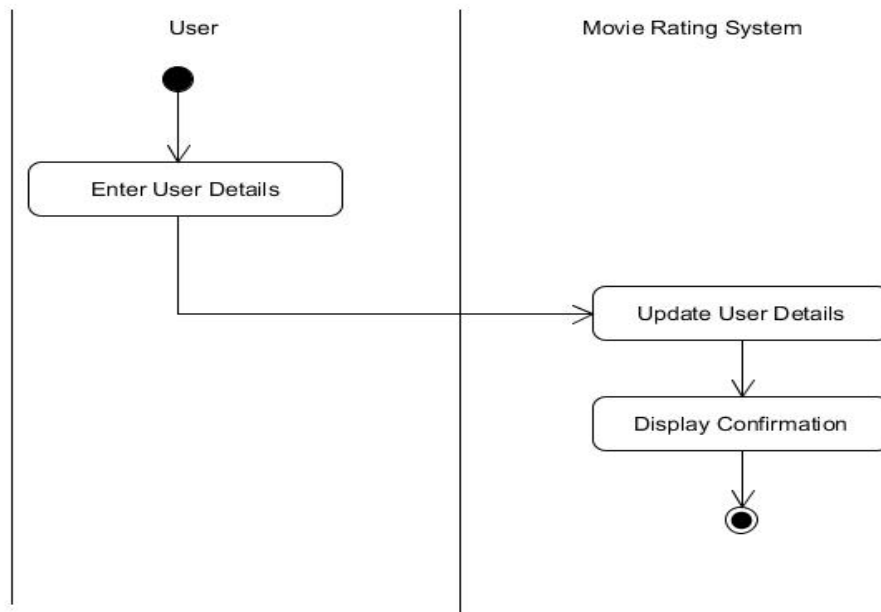 User
Movie Rating System
Enter User Details
Update User Details
Display Confirmation